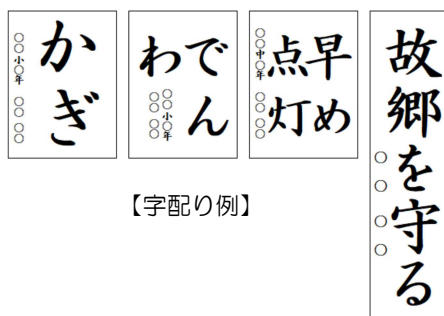 かぎ
○○小○年 ○○ ○○
でん
わ
○○小○年
○○ ○○
早め
点灯
○○中○年 ○○ ○○
故郷を守る
○○ ○○
【字配り例】